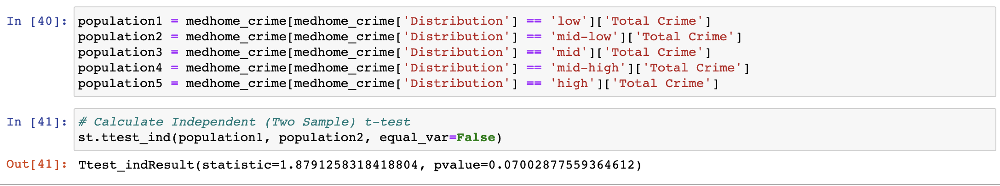 In [40]: population1 = medhome_crime[medhome_crime['Distribution'] == 'low']['Total Crime']
population2 = medhome_crime[medhome_crime['Distribution'] == 'mid-low']['Total Crime']
population3 = medhome_crime[medhome_crime['Distribution'] == 'mid']['Total Crime']
population4 = medhome_crime[medhome_crime['Distribution'] == 'mid-high']['Total Crime']
population5 = medhome_crime[medhome_crime['Distribution'] == 'high']['Total Crime']
In [41]: # Calculate Independent (Two Sample) t-test
st.ttest_ind(population1, population2, equal_var=False)
Out[41]: Ttest_indResult(statistic=1.8791258318418804, pvalue=0.07002877559364612)